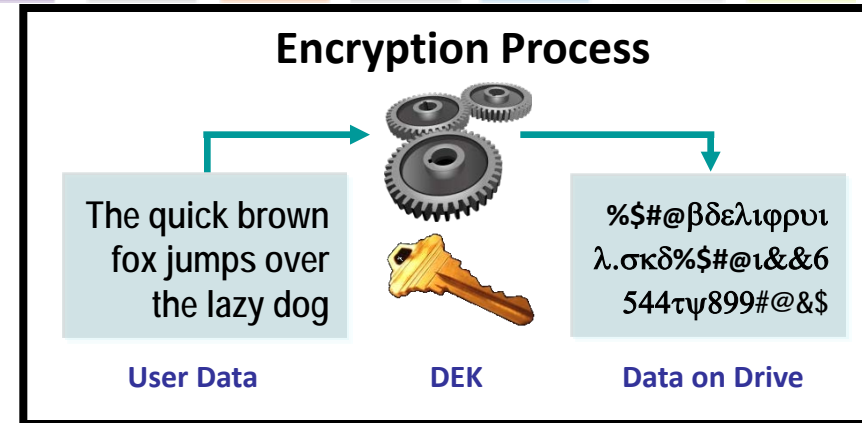 Encryption Process
The quick brown
fox jumps over
the lazy dog
%$#@βδελιφρυι
λ.σκδ%$#@ι&&6
544τψ899#@&$
User Data
DEK
Data on Drive